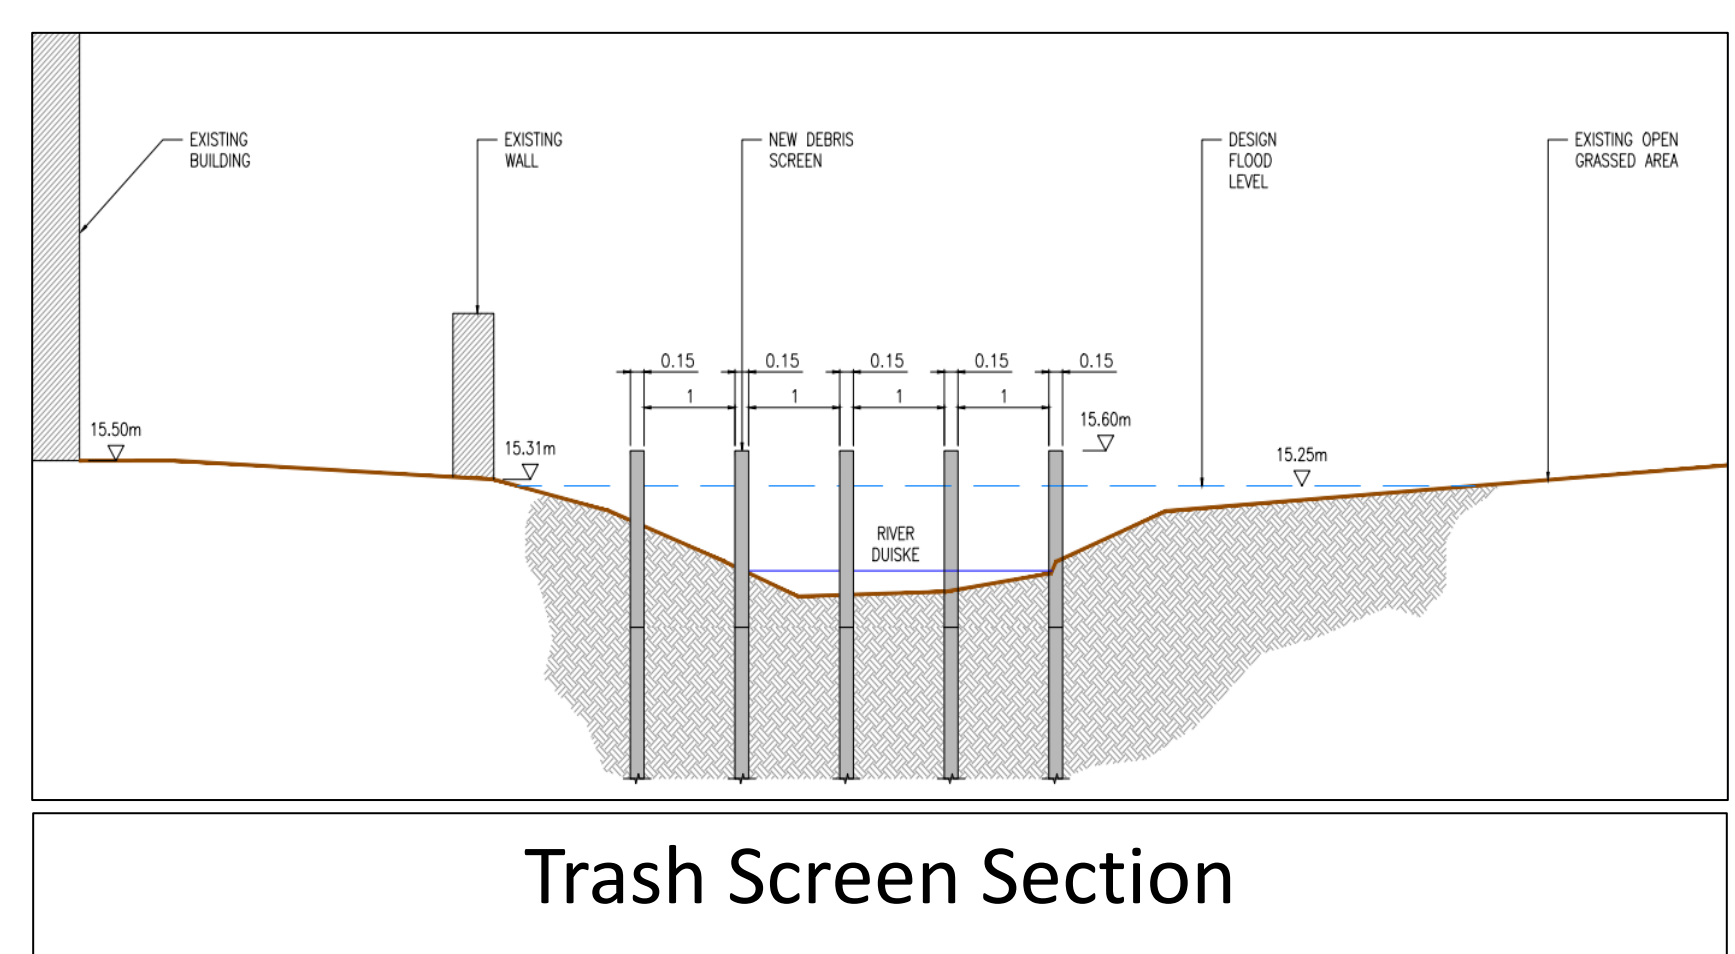 EXISTING
BUILDING
EXISTING
WALL
NEW DEBRIS
SCREEN
DESIGN
FLOOD
LEVEL
EXISTING OPEN
GRASSED AREA
0.15 0.15 0.15 0.15 0.15
1 1 1 1
15.60m
15.50m
15.31m
15.25m
RIVER
DUISKE
Trash Screen Section